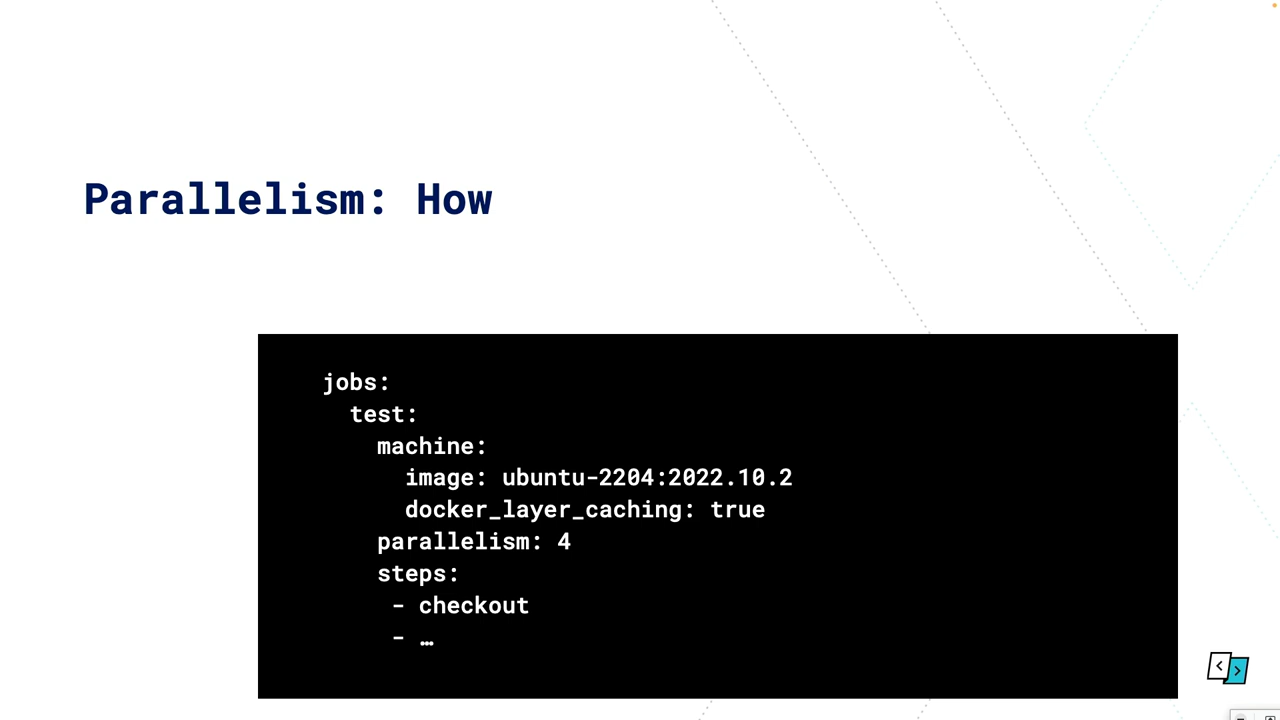 Parallelism: How
jobs:
  test:
    machine:
      image: ubuntu-2204:2022.10.2
      docker_layer_caching: true
    parallelism: 4
    steps:
     - checkout
     - …